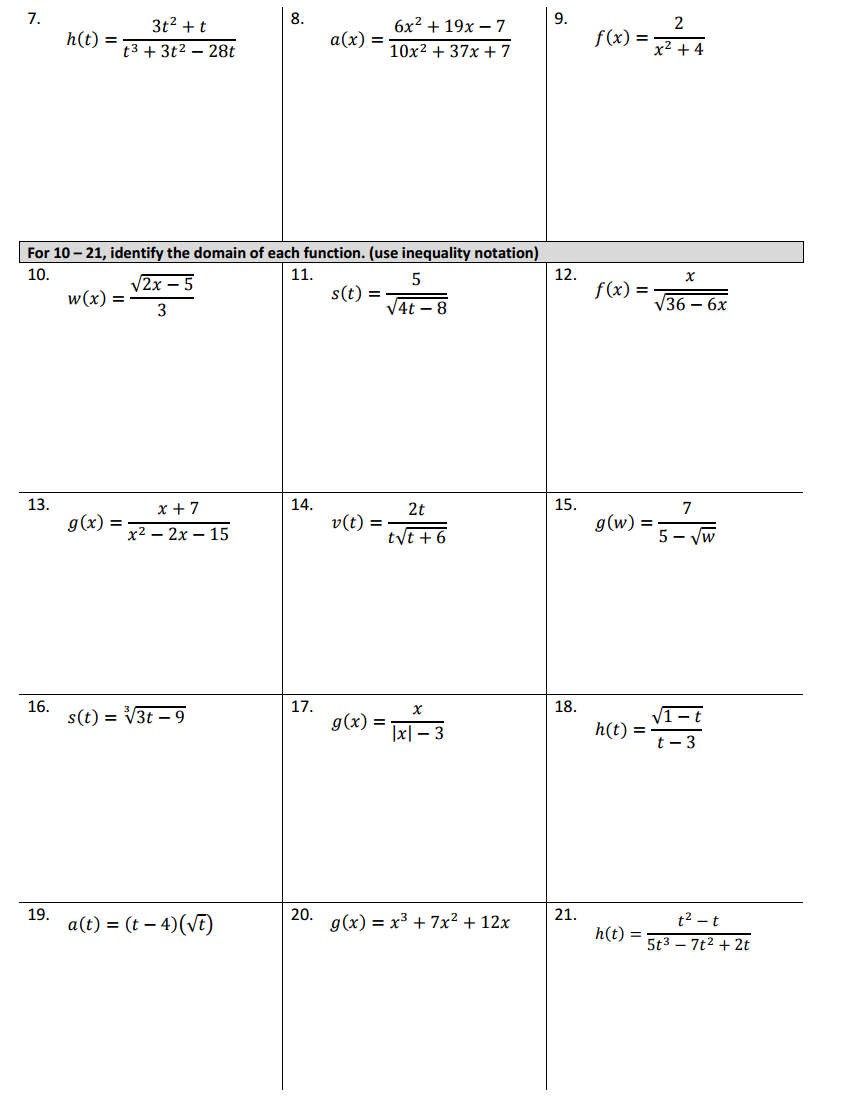 7. h(t) = (3t² + t)/(t³ + 3t² − 28t)
8. a(x) = (6x² + 19x − 7)/(10x² + 37x + 7)
9. f(x) = 2/(x² + 4)
For 10 – 21, identify the domain of each function. (use inequality notation)
10. w(x) = √(2x − 5)/3
11. s(t) = 5/√(4t − 8)
12. f(x) = x/√(36 − 6x)
13. g(x) = (x + 7)/(x² − 2x − 15)
14. v(t) = 2t/(t√(t + 6))
15. g(w) = 7/(5 − √w)
16. s(t) = ∛(3t − 9)
17. g(x) = x/(|x| − 3)
18. h(t) = √(1 − t)/(t − 3)
19. a(t) = (t − 4)(√t)
20. g(x) = x³ + 7x² + 12x
21. h(t) = (t² − t)/(5t³ − 7t² + 2t)